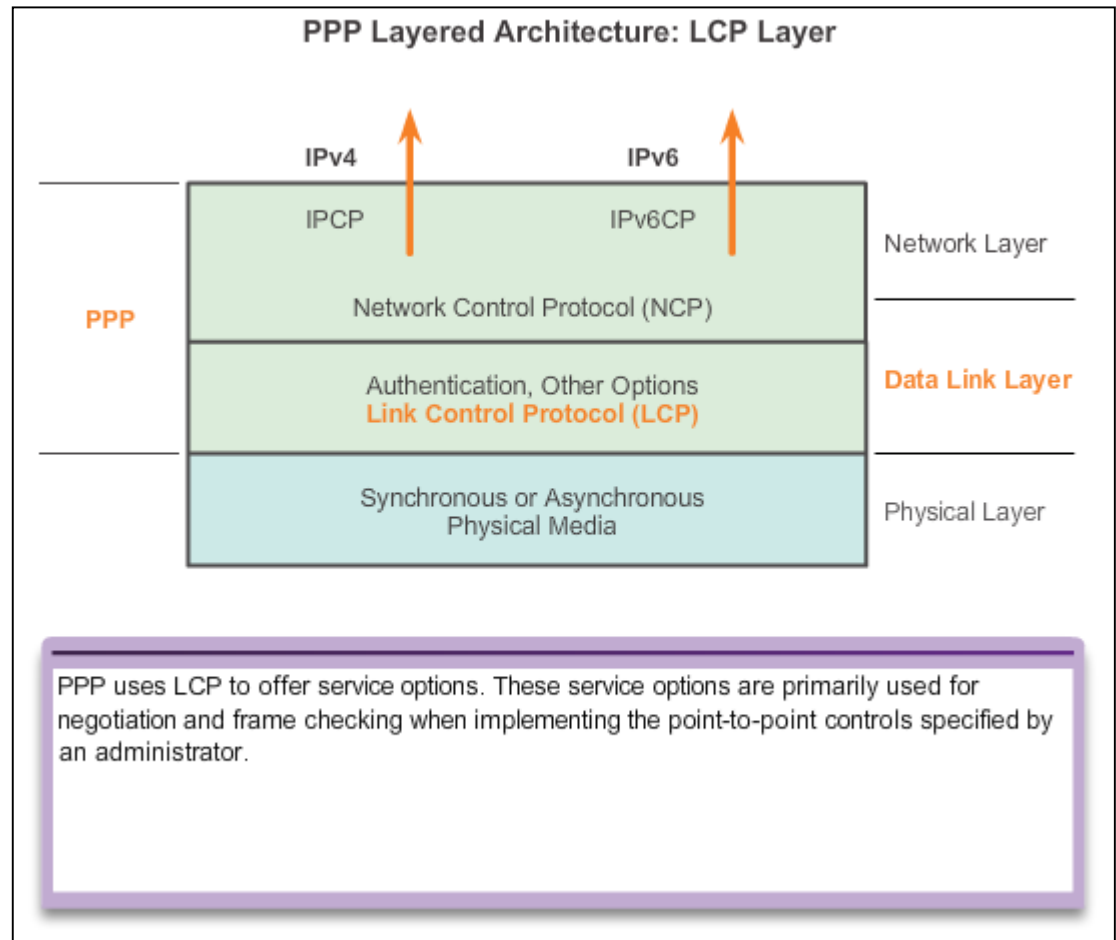 PPP Layered Architecture: LCP Layer
IPv4
IPv6
IPCP
IPv6CP
Network Layer
Network Control Protocol (NCP)
PPP
Authentication, Other Options
Link Control Protocol (LCP)
Data Link Layer
Synchronous or Asynchronous
Physical Media
Physical Layer
PPP uses LCP to offer service options. These service options are primarily used for
negotiation and frame checking when implementing the point-to-point controls specified by
an administrator.